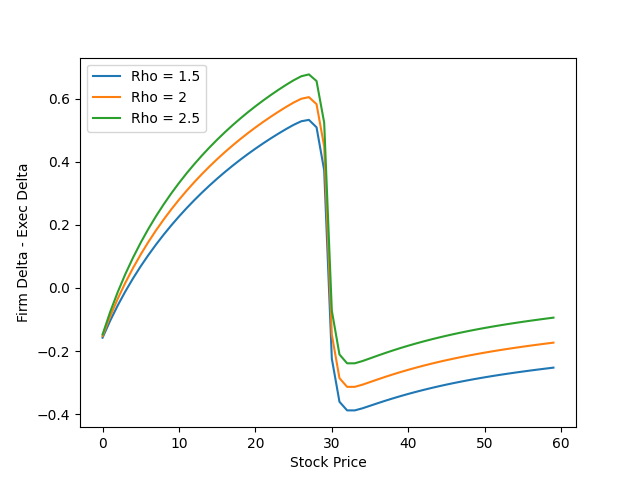 Rho = 1.5
Rho = 2
Rho = 2.5
Firm Delta - Exec Delta
0.6
0.4
0.2
0.0
−0.2
−0.4
0 10 20 30 40 50 60
Stock Price